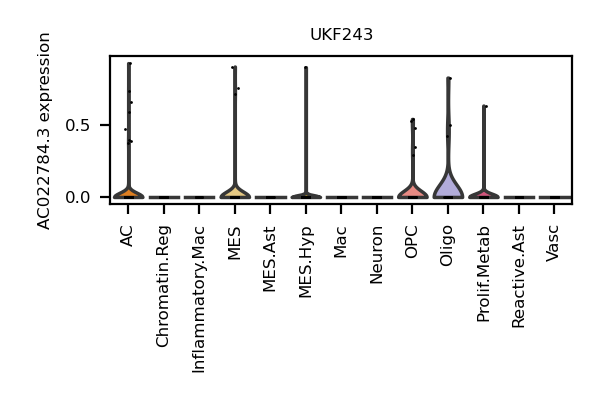 UKF243
AC022784.3 expression
0.5
0.0
AC
Chromatin.Reg
Inflammatory.Mac
MES
MES.Ast
MES.Hyp
Mac
Neuron
OPC
Oligo
Prolif.Metab
Reactive.Ast
Vasc